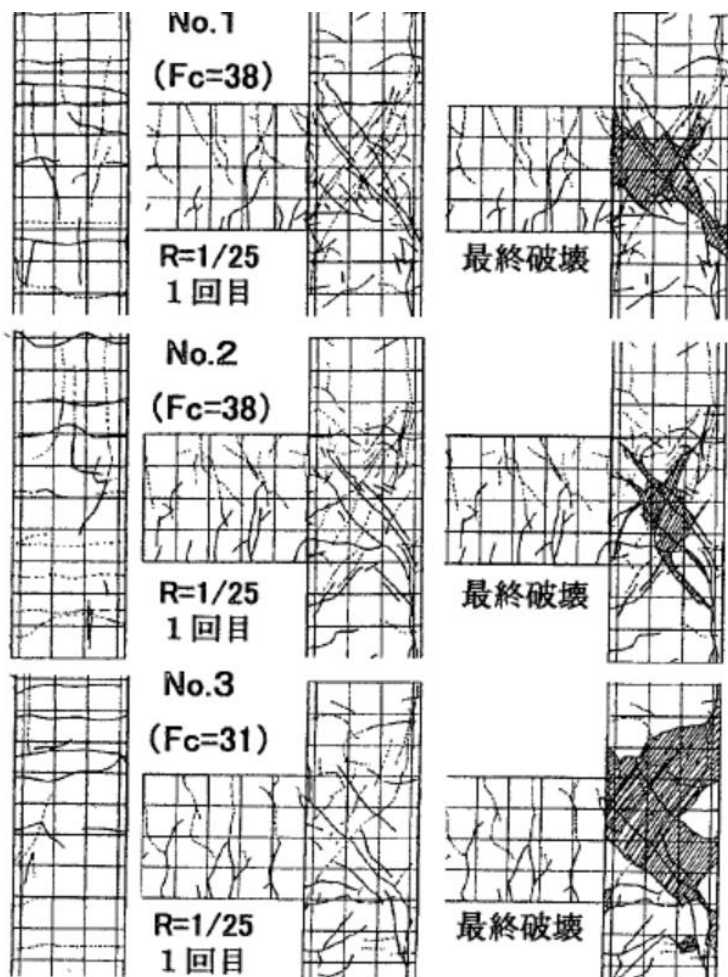 No.1
(Fc=38)
R=1/25
1回目
最終破壊
No.2
(Fc=38)
R=1/25
1回目
最終破壊
No.3
(Fc=31)
R=1/25
1回目
最終破壊